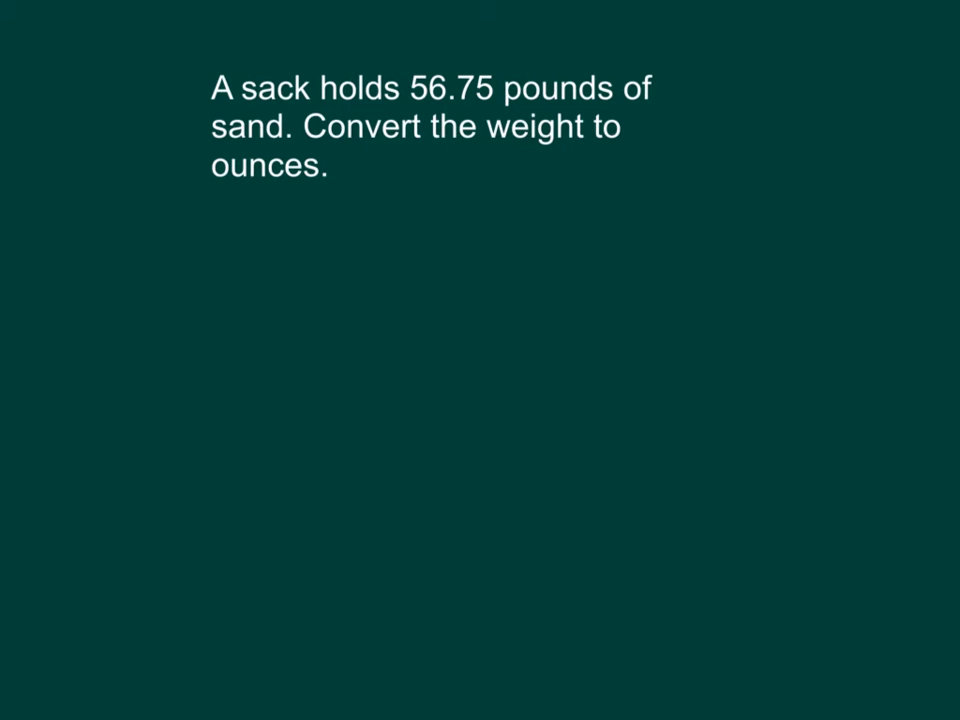 A sack holds 56.75 pounds of
sand. Convert the weight to
ounces.